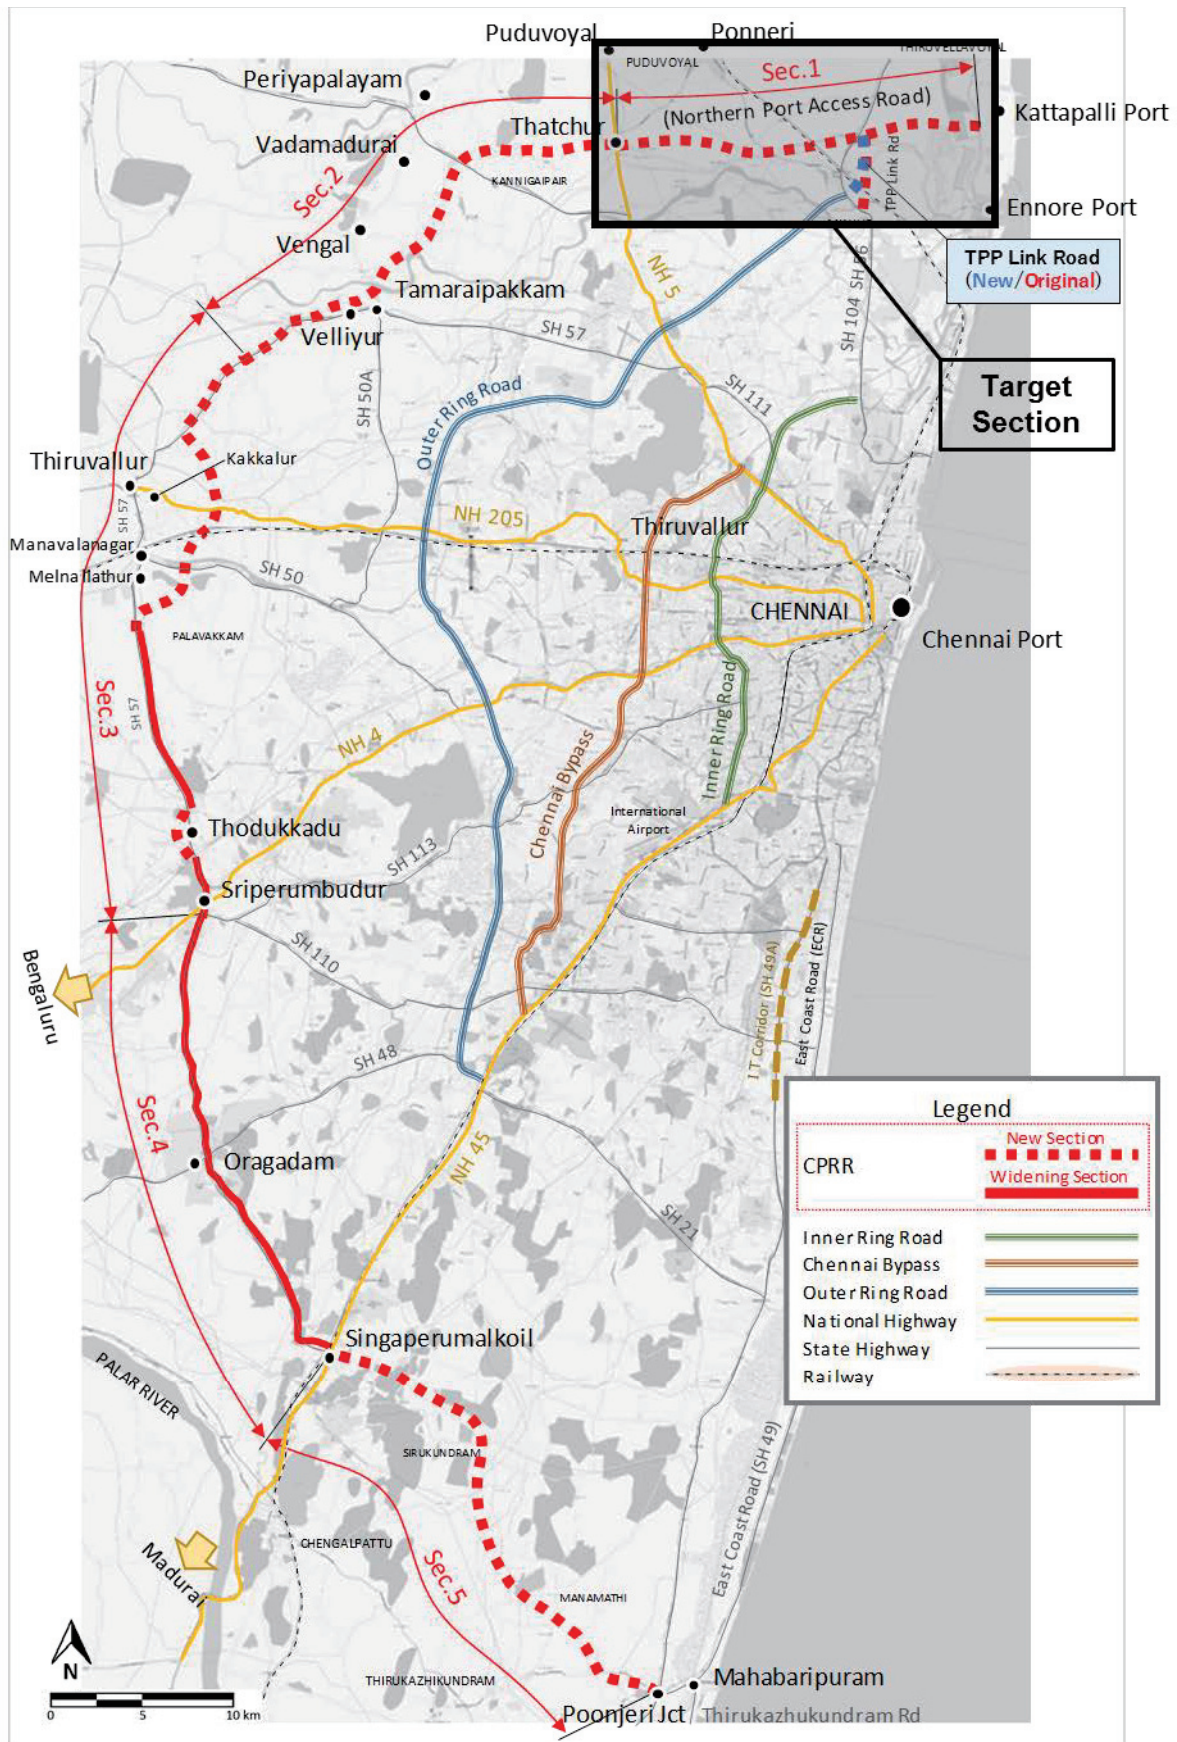 Puduvoyal
Ponneri
PUDUVOYAL
Sec.1
(Northern Port Access Road)
Kattapalli Port
Periyapalayam
Thatchur
Vadamadurai
KANNIGAIPAIR
TPP Link Rd
Sec.2
Vengal
Ennore Port
TPP Link Road
(New/Original)
NH 5
SH 56
SH 104
Tamaraipakkam
Velliyur
SH 57
Target
Section
SH 50A
Outer Ring Road
SH 111
Thiruvallur
Kakkalur
SH 57
NH 205
Thiruvallur
Manavalanagar
Melnallathur
SH 50
CHENNAI
Chennai Port
PALAVAKKAM
Sec.3
SH 57
NH 4
Inner Ring Road
Chennai Bypass
International
Airport
Thodukkadu
SH 113
Sriperumbudur
Bengaluru
SH 110
I.T Corridor (SH 49A)
East Coast Road (ECR)
SH 48
Sec.4
Oragadam
NH 45
SH 21
Legend
CPRR
New Section
Widening Section
Inner Ring Road
Chennai Bypass
Outer Ring Road
National Highway
State Highway
Railway
Singaperumalkoil
PALAR RIVER
SIRUKUNDRAM
East Coast Road (SH 49)
CHENGALPATTU
Madurai
Sec.5
MANAMATHI
N
THIRUKAZHIKUNDRAM
Mahabaripuram
Poonjeri Jct
Thirukazhukundram Rd
0 5 10 km